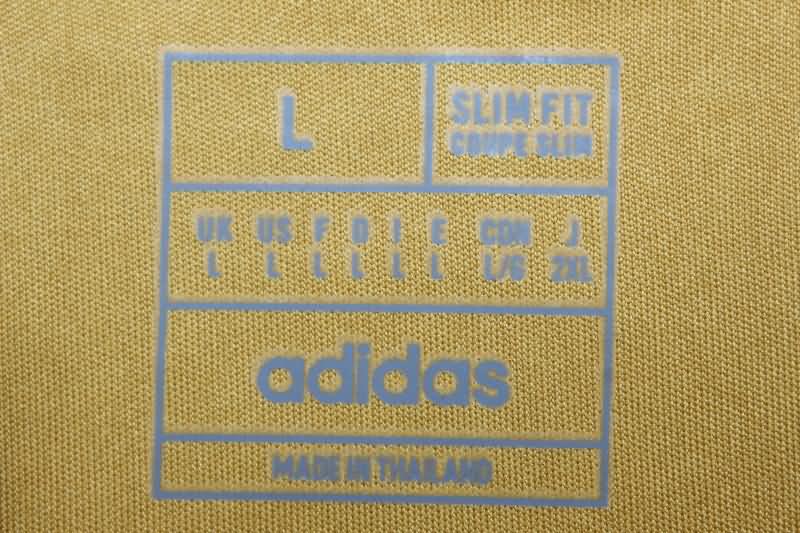 L
SLIM FIT
COUPE SLIM
UK US F D I E CDN J
L L L L L L L/G 2XL
adidas
MADE IN THAILAND